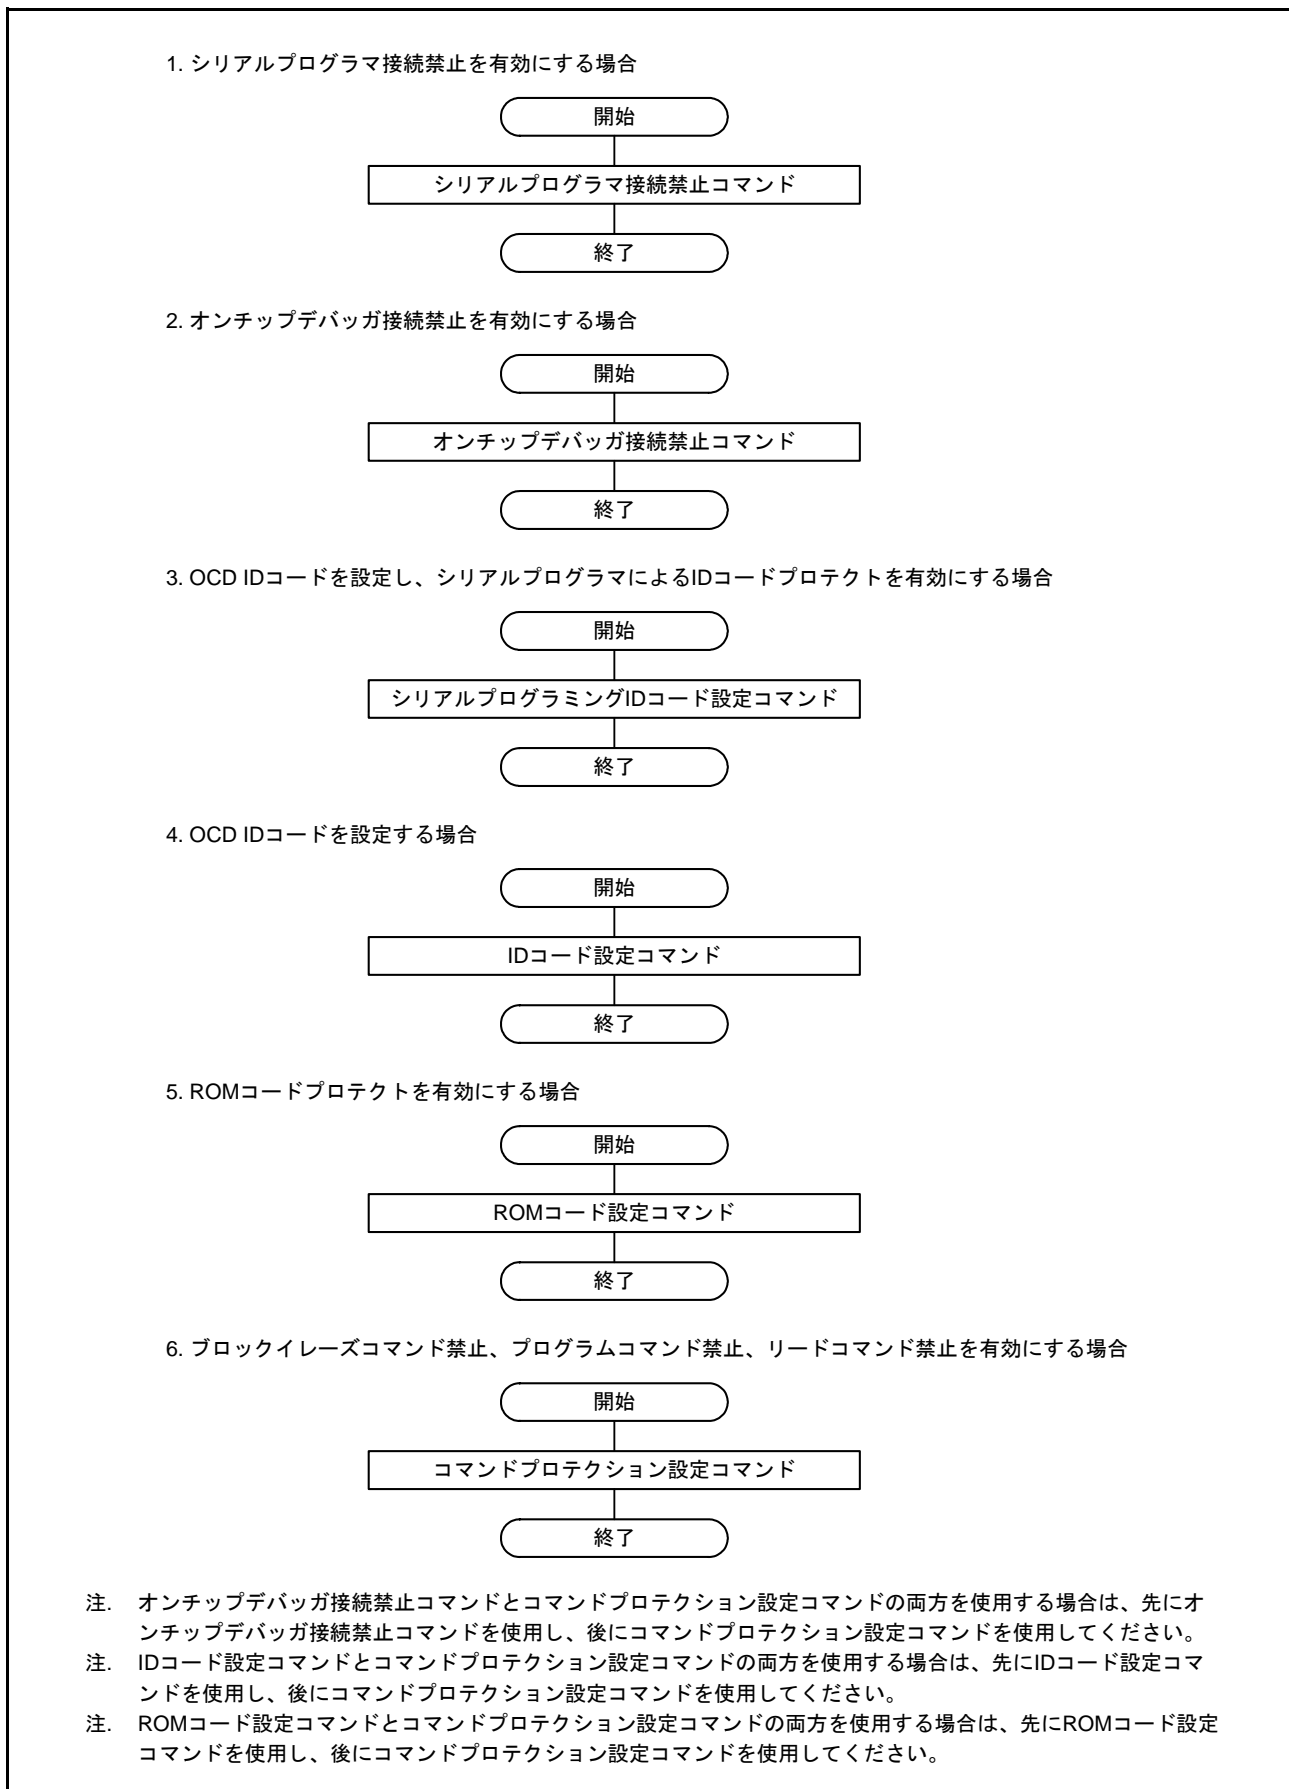 1. シリアルプログラマ接続禁止を有効にする場合
開始
シリアルプログラマ接続禁止コマンド
終了
2. オンチップデバッガ接続禁止を有効にする場合
開始
オンチップデバッガ接続禁止コマンド
終了
3. OCD IDコードを設定し、シリアルプログラマによるIDコードプロテクトを有効にする場合
開始
シリアルプログラミングIDコード設定コマンド
終了
4. OCD IDコードを設定する場合
開始
IDコード設定コマンド
終了
5. ROMコードプロテクトを有効にする場合
開始
ROMコード設定コマンド
終了
6. ブロックイレーズコマンド禁止、プログラムコマンド禁止、リードコマンド禁止を有効にする場合
開始
コマンドプロテクション設定コマンド
終了
注. オンチップデバッガ接続禁止コマンドとコマンドプロテクション設定コマンドの両方を使用する場合は、先にオ
ンチップデバッガ接続禁止コマンドを使用し、後にコマンドプロテクション設定コマンドを使用してください。
注. IDコード設定コマンドとコマンドプロテクション設定コマンドの両方を使用する場合は、先にIDコード設定コマ
ンドを使用し、後にコマンドプロテクション設定コマンドを使用してください。
注. ROMコード設定コマンドとコマンドプロテクション設定コマンドの両方を使用する場合は、先にROMコード設定
コマンドを使用し、後にコマンドプロテクション設定コマンドを使用してください。